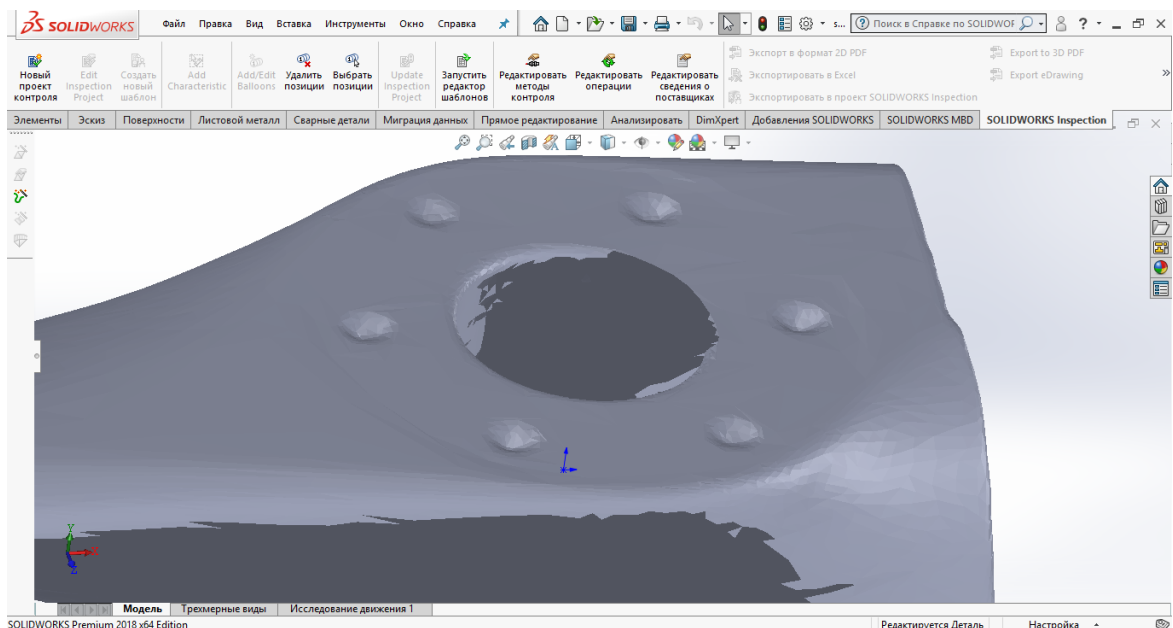 SOLIDWORKS Файл Правка Вид Вставка Инструменты Окно Справка s... Поиск в Справке по SOLIDWOF
Новый проект контроля
Edit Inspection Project
Создать новый шаблон
Add Characteristic
Add/Edit Balloons
Удалить позиции
Выбрать позиции
Update Inspection Project
Запустить редактор шаблонов
Редактировать методы контроля
Редактировать операции
Редактировать сведения о поставщиках
Экспорт в формат 2D PDF
Экспортировать в Excel
Экспортировать в проект SOLIDWORKS Inspection
Export to 3D PDF
Export eDrawing
Элементы Эскиз Поверхности Листовой металл Сварные детали Миграция данных Прямое редактирование Анализировать DimXpert Добавления SOLIDWORKS SOLIDWORKS MBD SOLIDWORKS Inspection
Y
X
Z
Модель Трехмерные виды Исследование движения 1
SOLIDWORKS Premium 2018 x64 Edition Редактируется Деталь Настройка